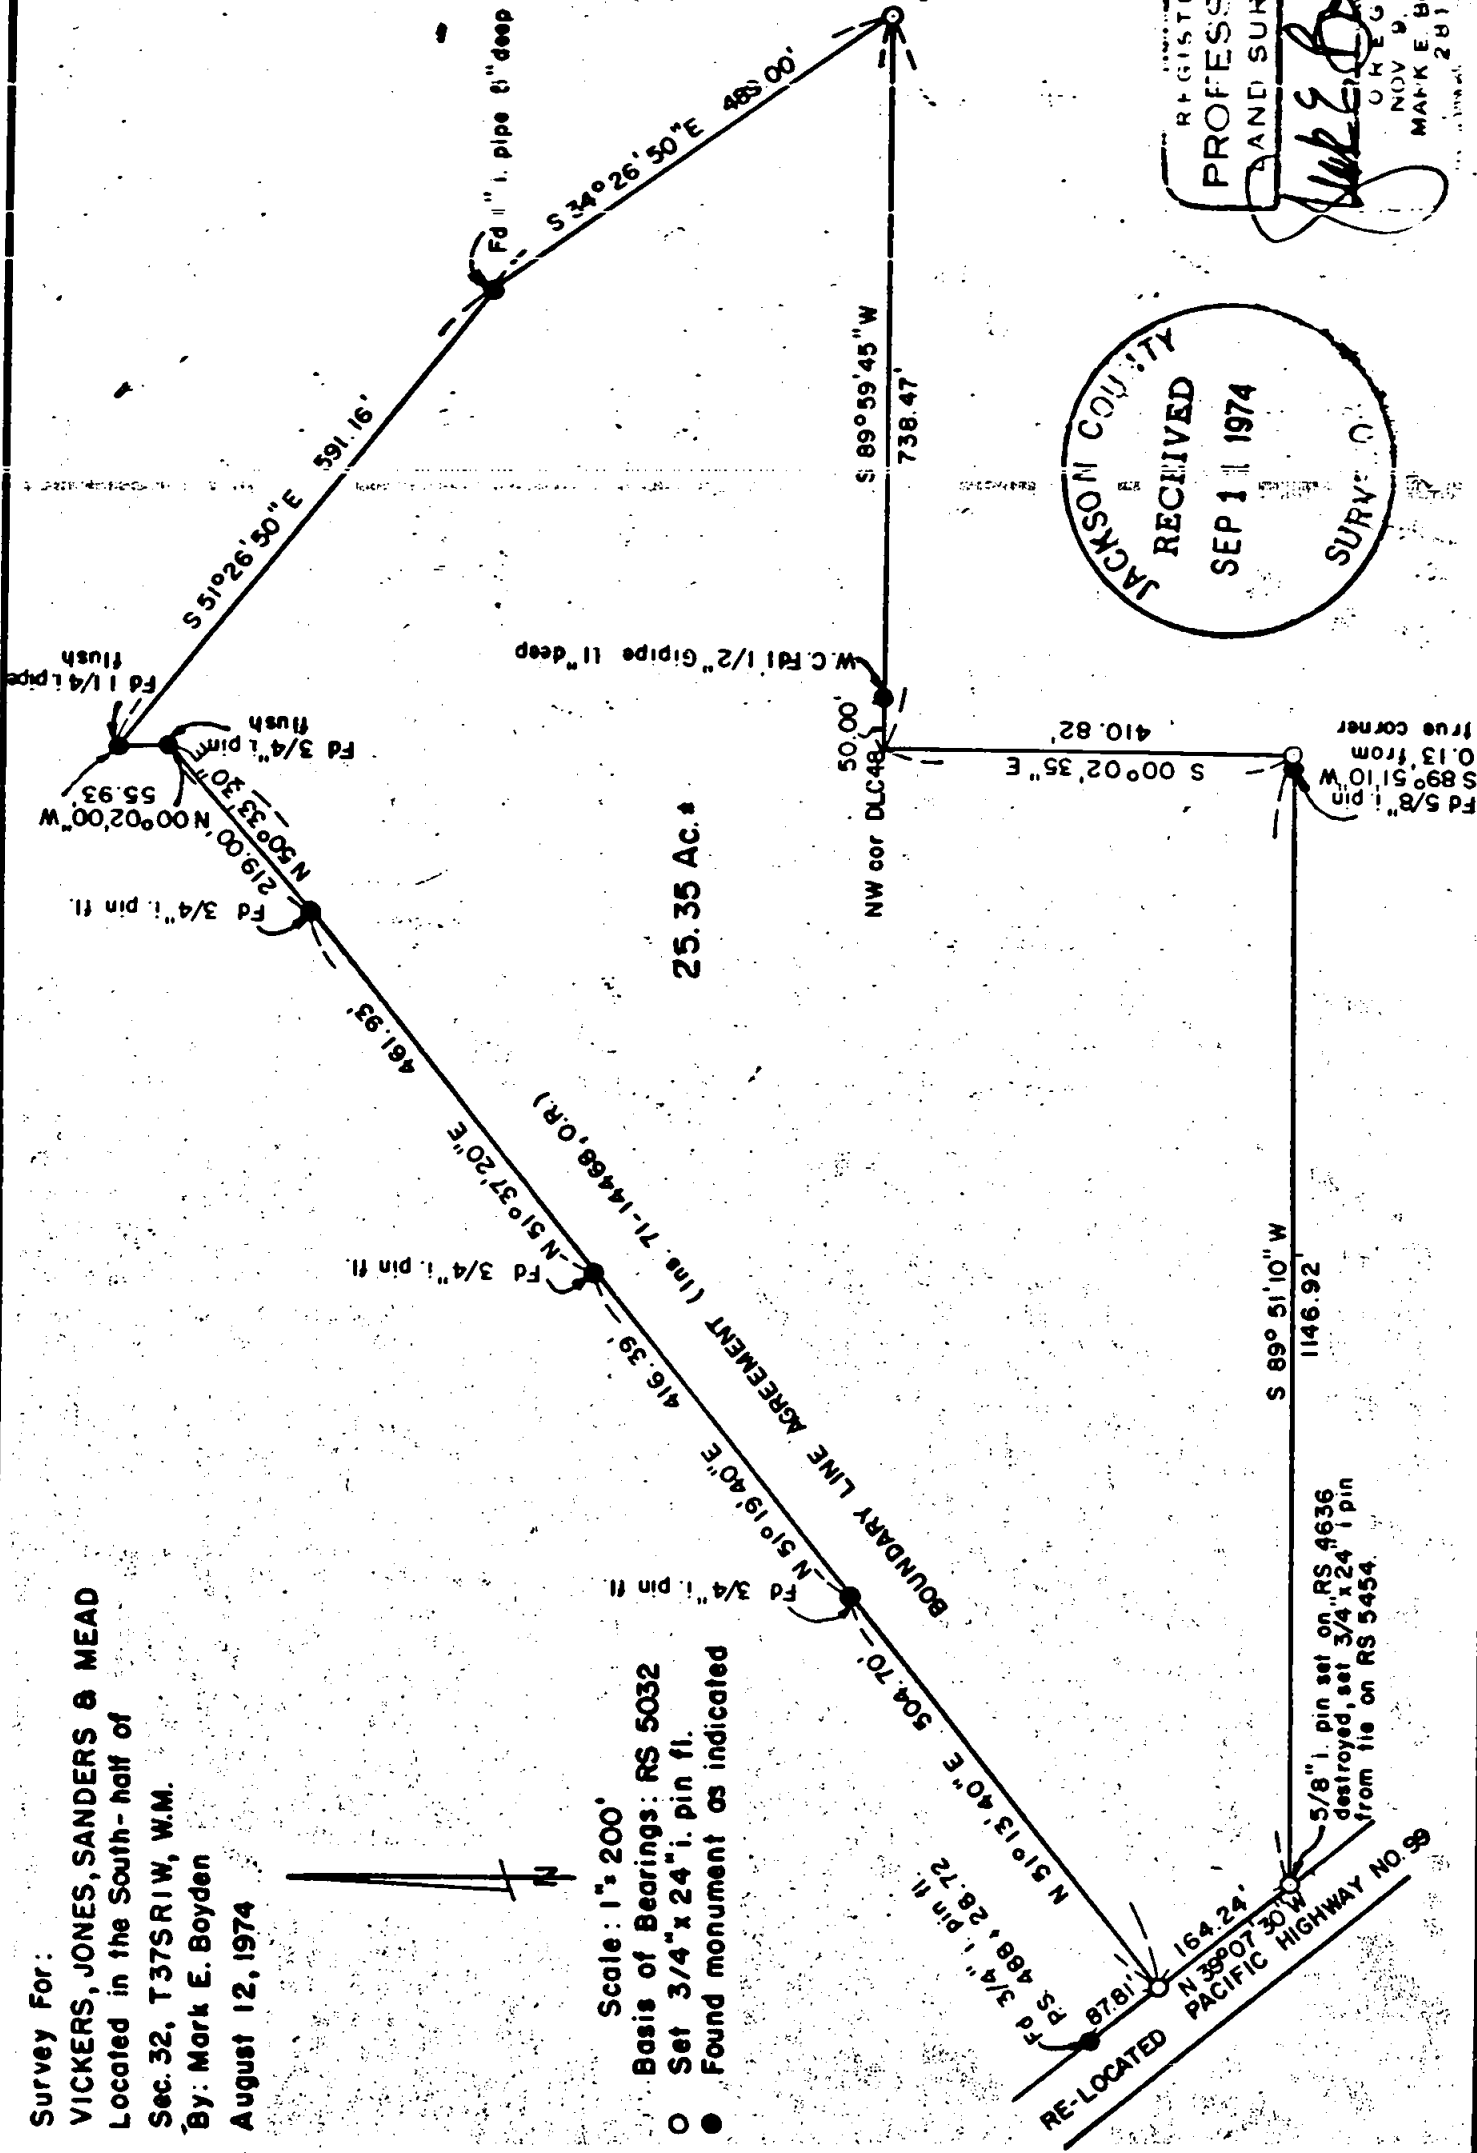 Survey For:
VICKERS, JONES, SANDERS & MEAD
Located in the South-half of
Sec. 32, T37S R1W, W.M.
By: Mark E. Boyden
August 12, 1974
N
Scale: 1"= 200'
Basis of Bearings: RS 5032
O Set 3/4" x 24" i. pin fl.
● Found monument as indicated
Fd 3/4" i. pin fl.
P.S. 488 + 28.72
87.81'
164.24'
N 39°07'30"W
RE-LOCATED PACIFIC HIGHWAY NO. 99
5/8" i. pin set on RS 4636
destroyed, set 3/4 x 24" i pin
from tie on RS 5454
N 51°13'40"E 504.70'
Fd 3/4" i. pin fl.
N 51°19'40"E 416.39'
BOUNDARY LINE AGREEMENT (Ins. 71-14468, O.R.)
Fd 3/4" i. pin fl.
N 51°37'20"E 461.93'
Fd 3/4" i. pin fl.
219.00'
N 50°33'20"E
Fd 3/4" i. pin
flush
N 00°02'00"W
55.93'
Fd 1 1/4 i. pipe
flush
S 51°26'50"E 591.16'
Fd 1" i. pipe 8" deep
S 34°26'50"E 489.00'
S 89°59'45"W
738.47'
W.C. Fd 1 1/2" G.i pipe 11" deep
50.00'
NW cor DLC48
25.35 Ac.±
S 00°02'35"E
410.82'
Fd 5/8" i. pin
S 89°51'10"W
0.13' from
true corner
S 89°51'10"W
1146.92'
JACKSON COUNTY
RECEIVED
SEP 11 1974
PROFESS
LAND SUR
NOV 9
MARK E. B